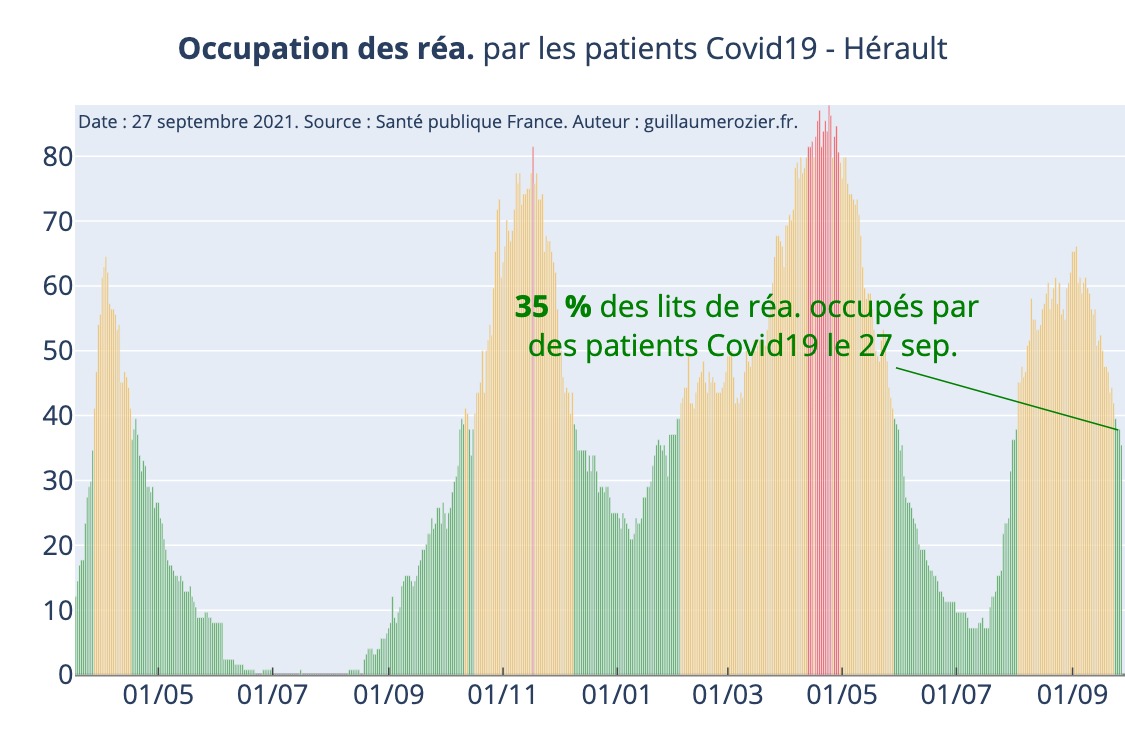 Occupation des réa. par les patients Covid19 - Hérault
Date : 27 septembre 2021. Source : Santé publique France. Auteur : guillaumerozier.fr.
80
70
60
35 % des lits de réa. occupés par
des patients Covid19 le 27 sep.
50
40
30
20
10
0
01/05 01/07 01/09 01/11 01/01 01/03 01/05 01/07 01/09